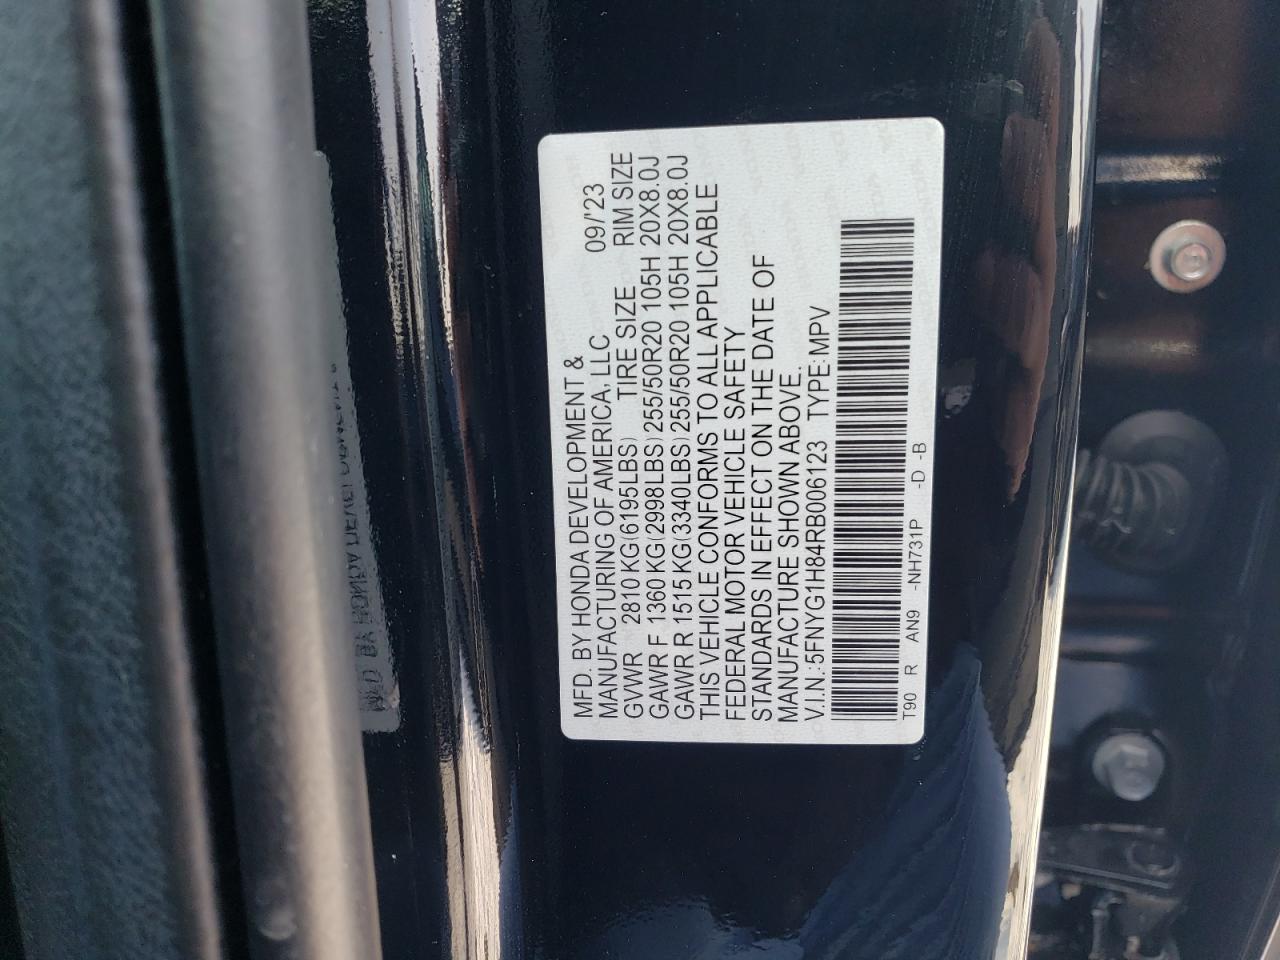 MFD. BY HONDA DEVELOPMENT &
MANUFACTURING OF AMERICA, LLC 09/'23
GVWR 2810 KG(6195LBS) TIRE SIZE RIM SIZE
GAWR F 1360 KG(2998LBS) 255/50R20 105H 20X8.0J
GAWR R 1515 KG(3340LBS) 255/50R20 105H 20X8.0J
THIS VEHICLE CONFORMS TO ALL APPLICABLE
FEDERAL MOTOR VEHICLE SAFETY
STANDARDS IN EFFECT ON THE DATE OF
MANUFACTURE SHOWN ABOVE.
V.I.N.:5FNYG1H84RB006123 TYPE:MPV
T90 R AN9 -NH731P -D -B